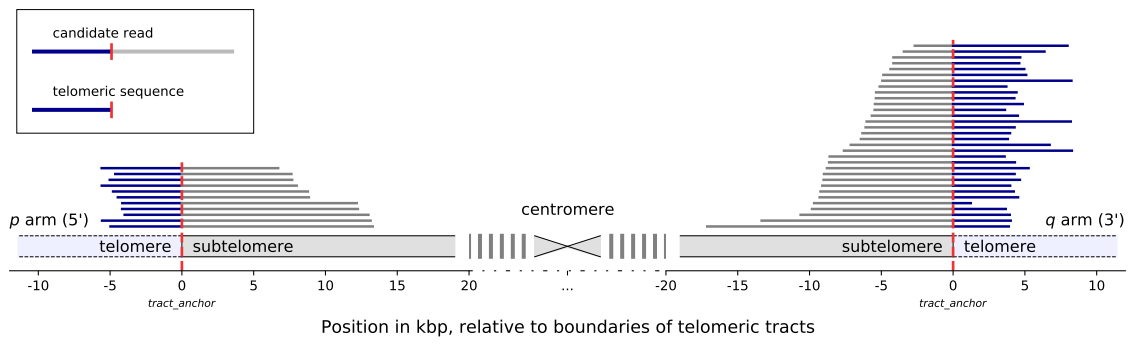 candidate read
telomeric sequence
p arm (5')
centromere
q arm (3')
telomere subtelomere
subtelomere telomere
-10 -5 0 5 10 15 20 ... -20 -15 -10 -5 0 5 10
tract_anchor tract_anchor
Position in kbp, relative to boundaries of telomeric tracts